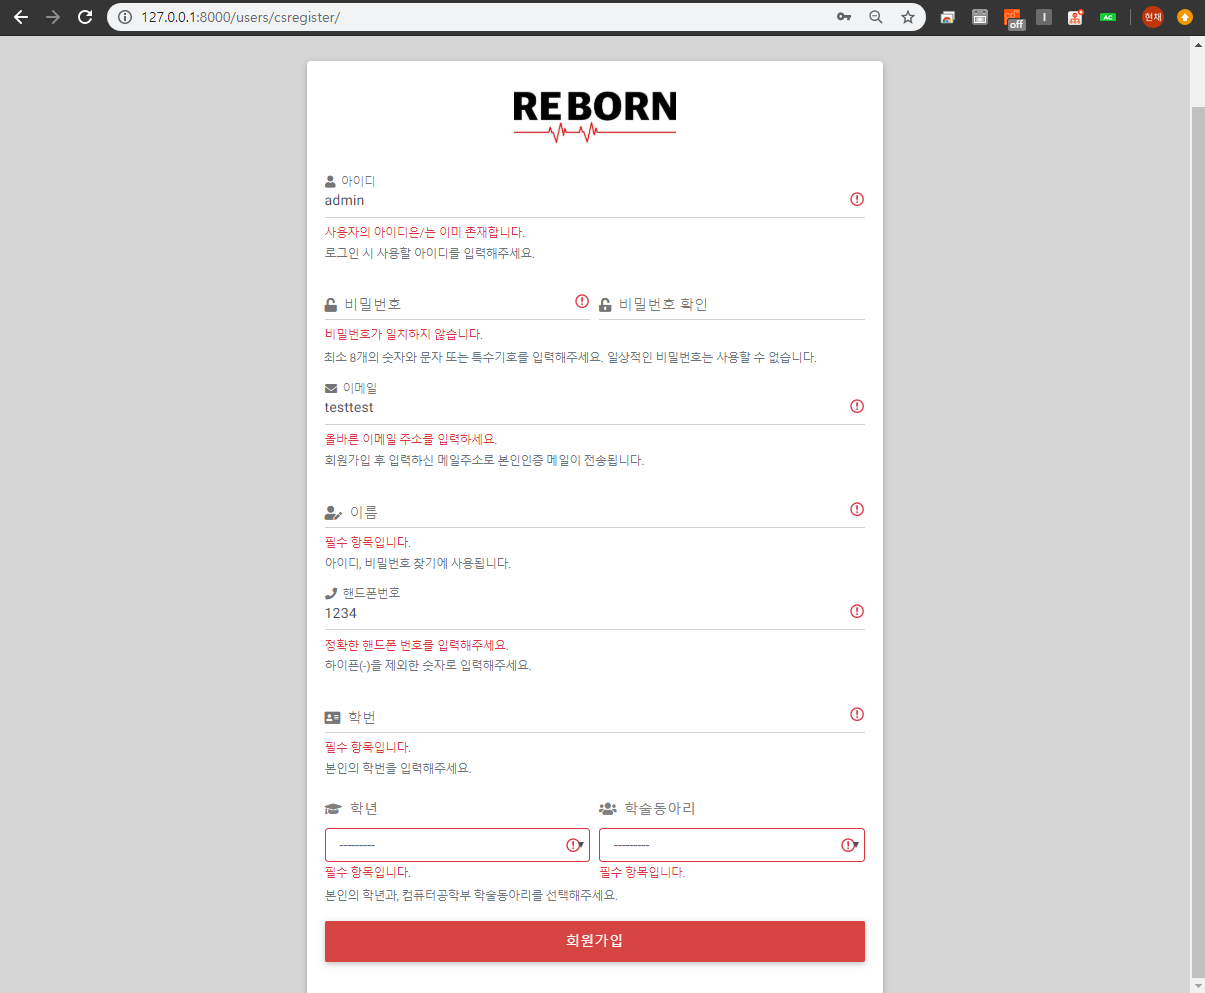 127.0.0.1:8000/users/csregister/
off
I
AC
현재
REBORN
아이디
admin
사용자의 아이디은/는 이미 존재합니다.
로그인 시 사용할 아이디를 입력해주세요.
비밀번호
비밀번호 확인
비밀번호가 일치하지 않습니다.
최소 8개의 숫자와 문자 또는 특수기호를 입력해주세요. 일상적인 비밀번호는 사용할 수 없습니다.
이메일
testtest
올바른 이메일 주소를 입력하세요.
회원가입 후 입력하신 메일주소로 본인인증 메일이 전송됩니다.
이름
필수 항목입니다.
아이디, 비밀번호 찾기에 사용됩니다.
핸드폰번호
1234
정확한 핸드폰 번호를 입력해주세요.
하이픈(-)을 제외한 숫자로 입력해주세요.
학번
필수 항목입니다.
본인의 학번을 입력해주세요.
학년
학술동아리
---------
---------
필수 항목입니다.
필수 항목입니다.
본인의 학년과, 컴퓨터공학부 학술동아리를 선택해주세요.
회원가입